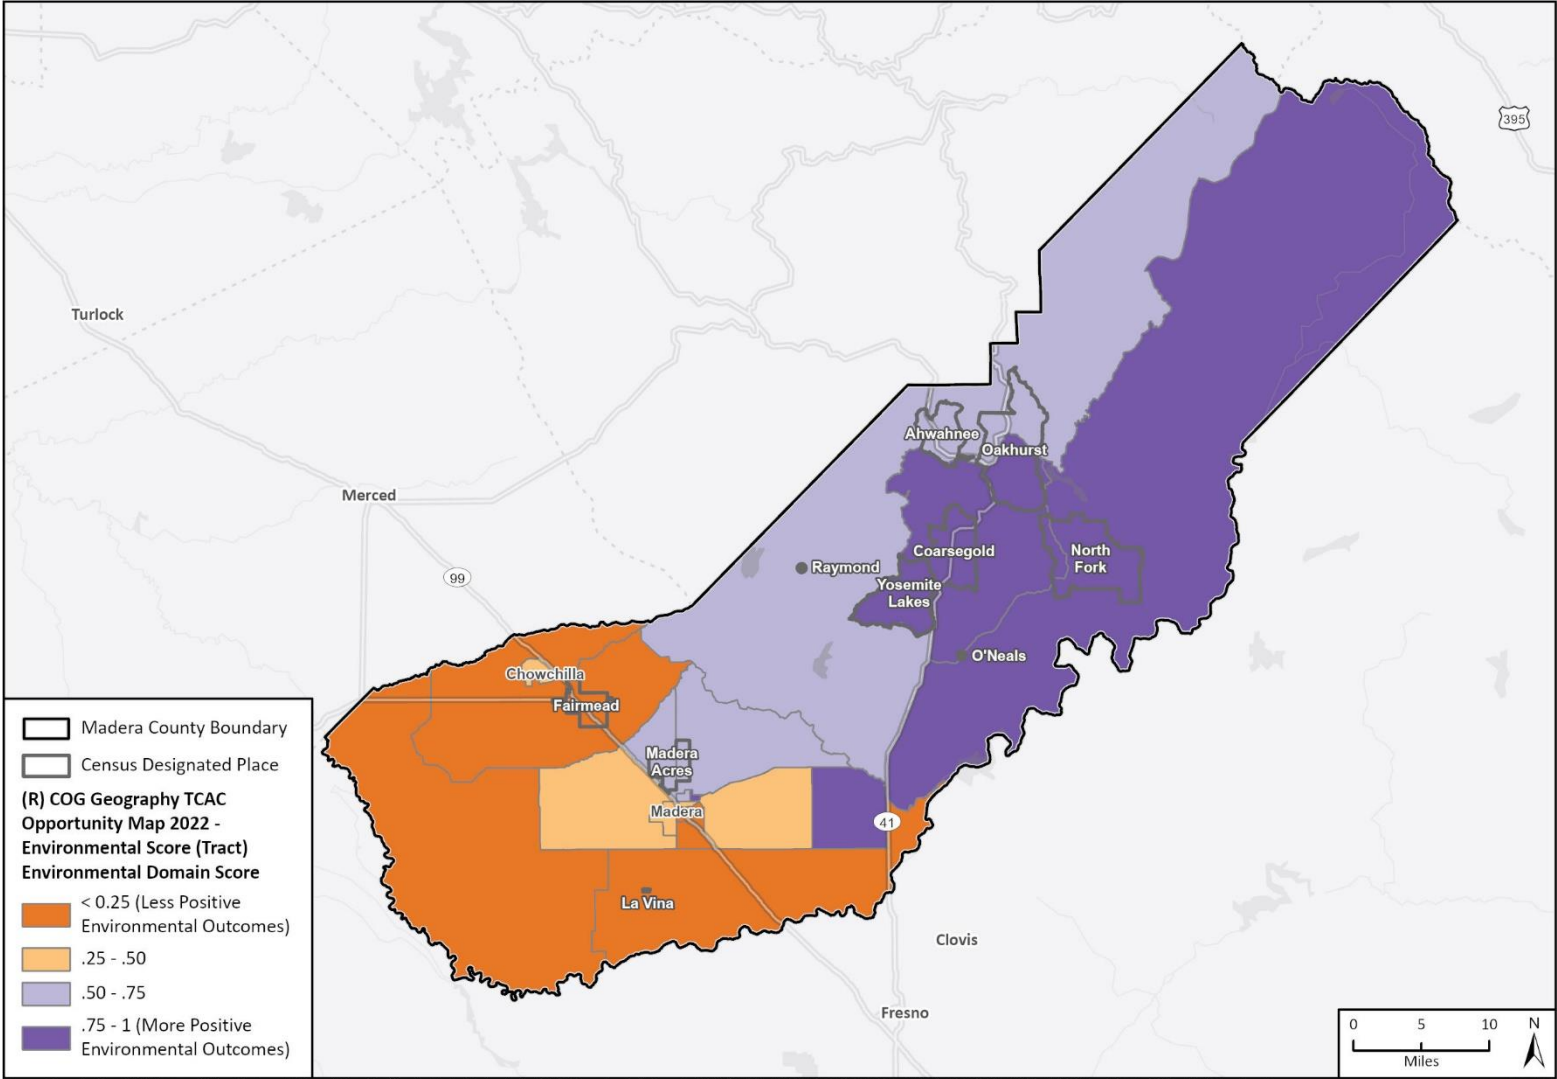 395
Turlock
Ahwahnee
Oakhurst
Merced
Coarsegold
North
Fork
Raymond
99
Yosemite
Lakes
O'Neals
Chowchilla
Fairmead
Madera
Acres
Madera
41
La Vina
Clovis
Fresno
Madera County Boundary
Census Designated Place
(R) COG Geography TCAC
Opportunity Map 2022 -
Environmental Score (Tract)
Environmental Domain Score
< 0.25 (Less Positive
Environmental Outcomes)
.25 - .50
.50 - .75
.75 - 1 (More Positive
Environmental Outcomes)
0 5 10
Miles
N